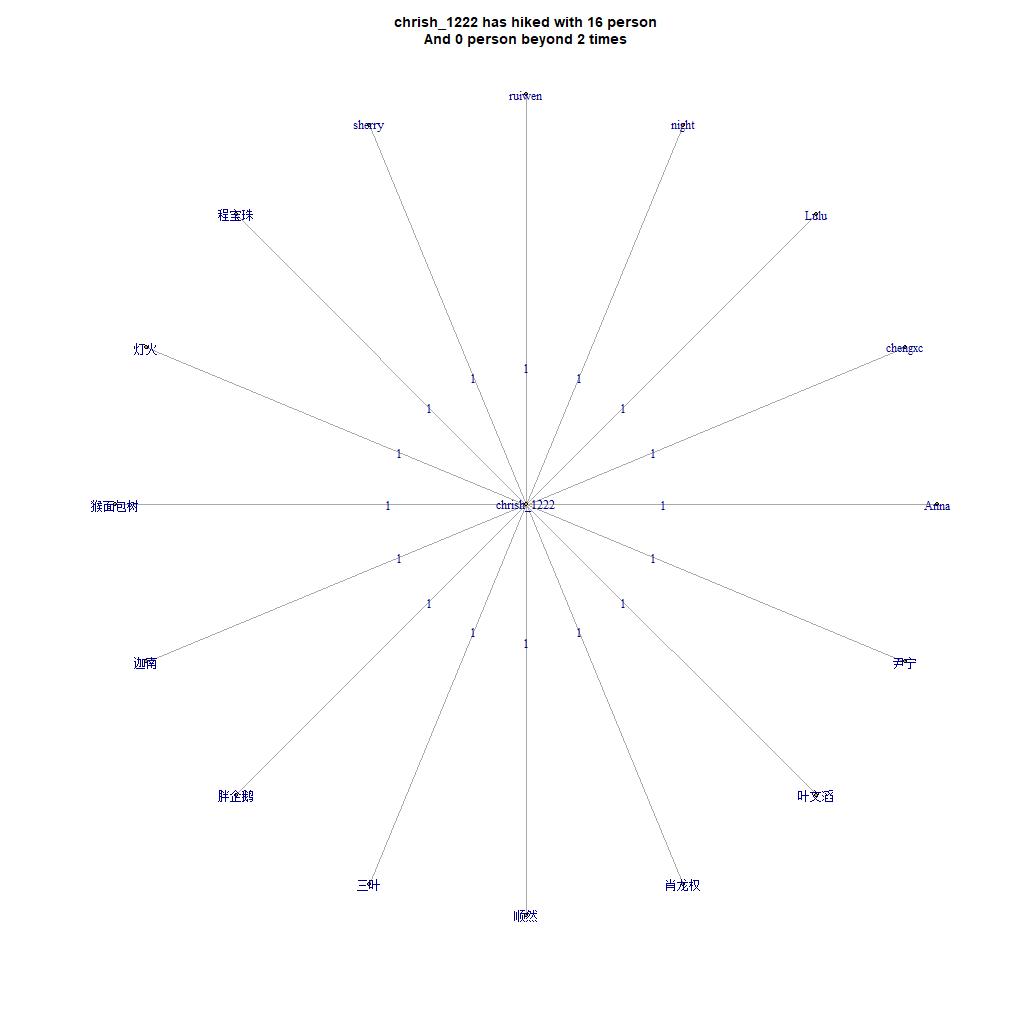 chrish_1222 has hiked with 16 person
And 0 person beyond 2 times
ruiwen
sherry
night
程宝珠
Lulu
灯火
chengxc
1
1
1
1
1
1
1
猴面包树
1
chrish_1222
1
Anna
1
1
1
1
1
1
1
迦南
尹宁
胖企鹅
叶文滔
三叶
肖龙权
顺然